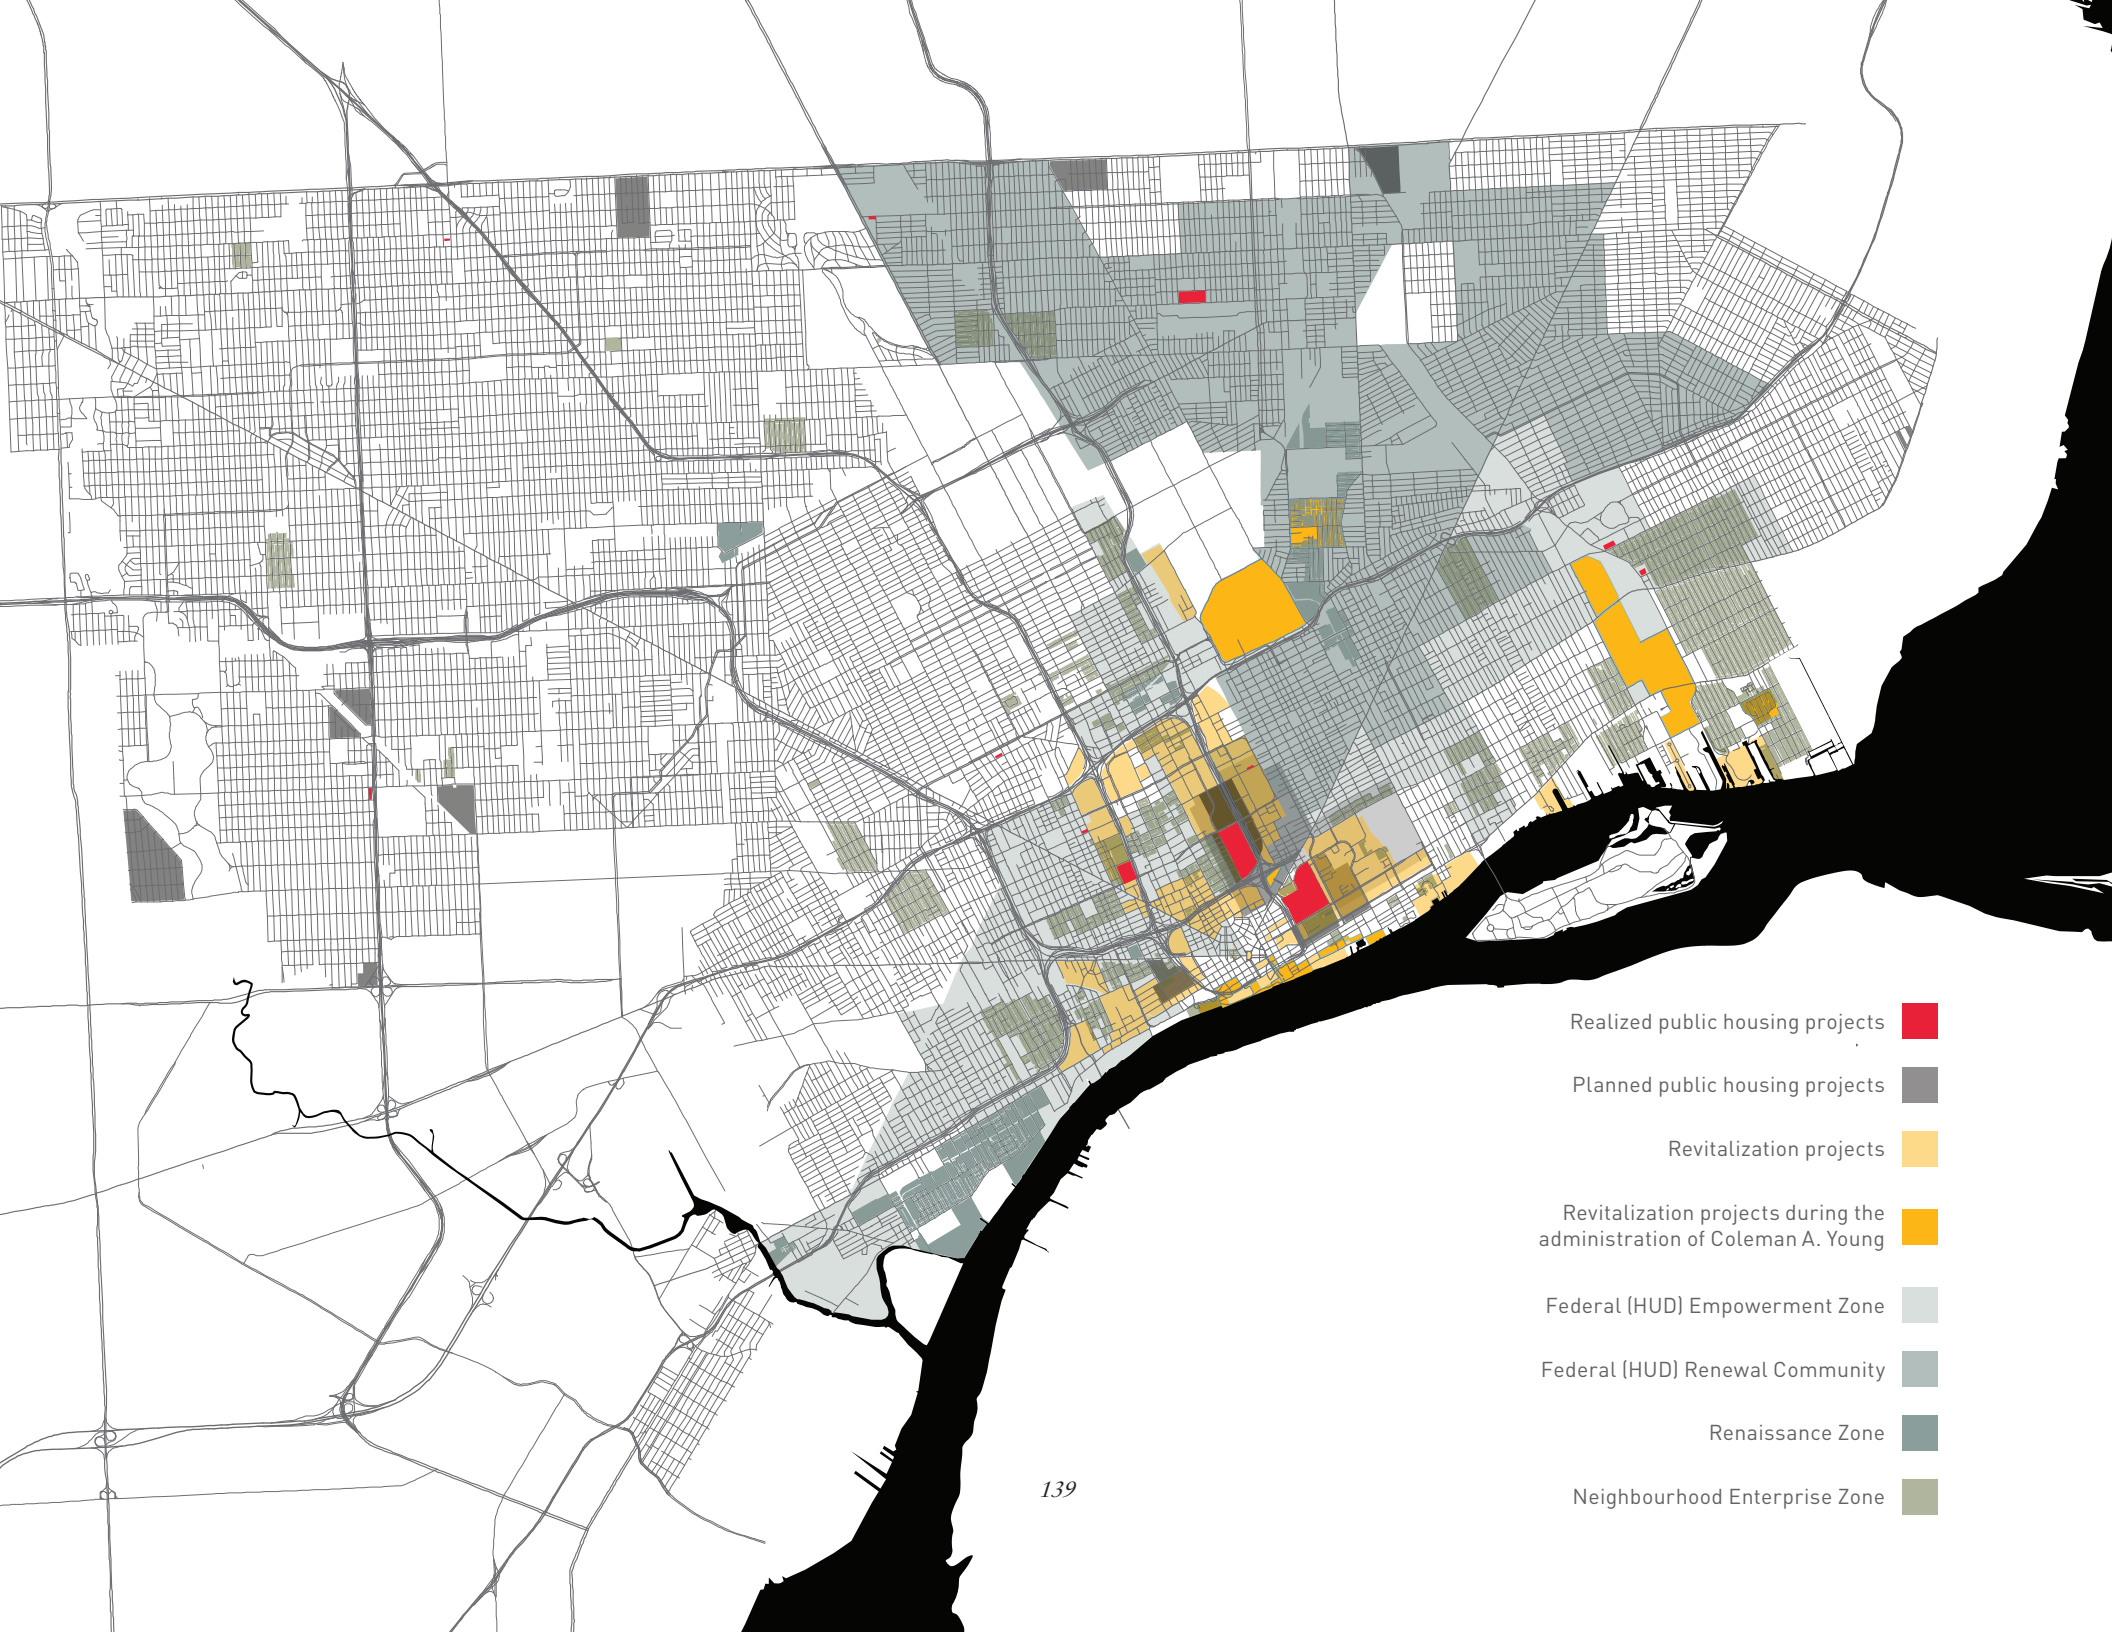 Realized public housing projects
Planned public housing projects
Revitalization projects
Revitalization projects during the
administration of Coleman A. Young
Federal (HUD) Empowerment Zone
Federal (HUD) Renewal Community
Renaissance Zone
Neighbourhood Enterprise Zone
139